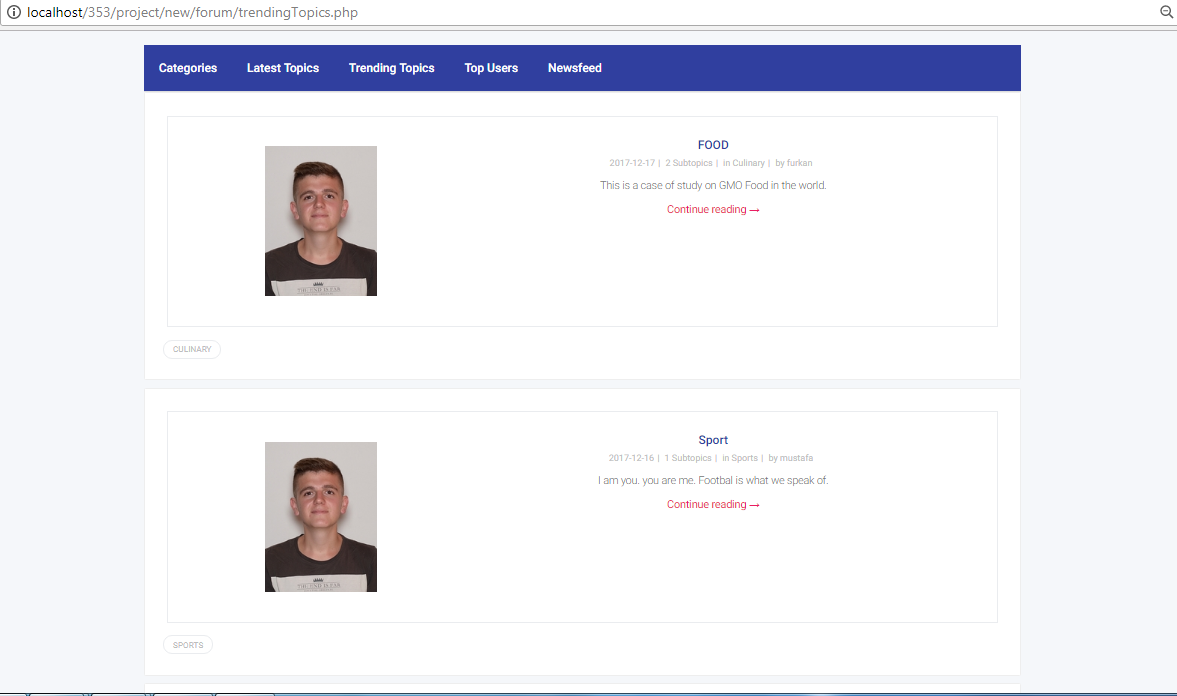 localhost/353/project/new/forum/trendingTopics.php
Categories Latest Topics Trending Topics Top Users Newsfeed
FOOD
2017-12-17 | 2 Subtopics | in Culinary | by furkan
This is a case of study on GMO Food in the world.
Continue reading →
CULINARY
Sport
2017-12-16 | 1 Subtopics | in Sports | by mustafa
I am you. you are me. Footbal is what we speak of.
Continue reading →
SPORTS